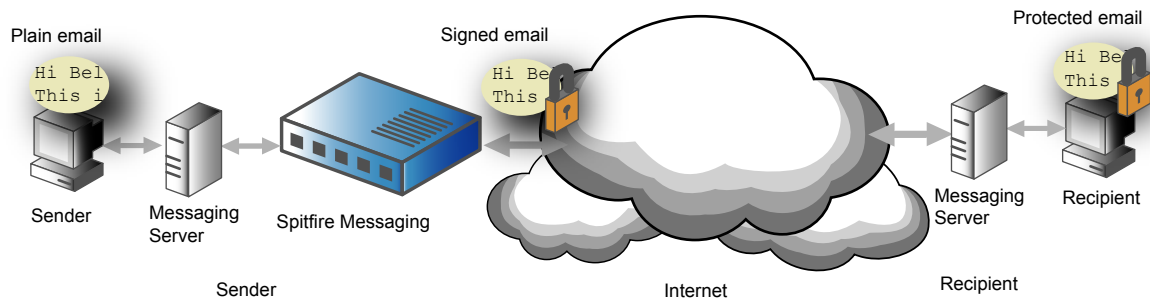 Plain email
Hi Bel
This i
Sender
Messaging
Server
Spitfire Messaging
Signed email
Hi Be
This
Protected email
Hi Be
This
Messaging
Server
Recipient
Sender
Internet
Recipient